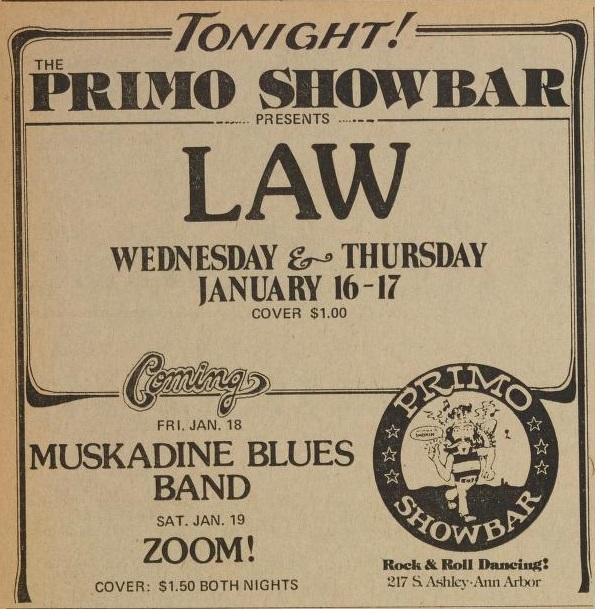 TONIGHT!
THE
PRIMO SHOWBAR
PRESENTS
LAW
WEDNESDAY & THURSDAY
JANUARY 16-17
COVER $1.00
Coming
FRI. JAN. 18
MUSKADINE BLUES
BAND
SAT. JAN. 19
ZOOM!
COVER: $1.50 BOTH NIGHTS
PRIMO
SHOWBAR
Rock & Roll Dancing!
217 S. Ashley·Ann Arbor